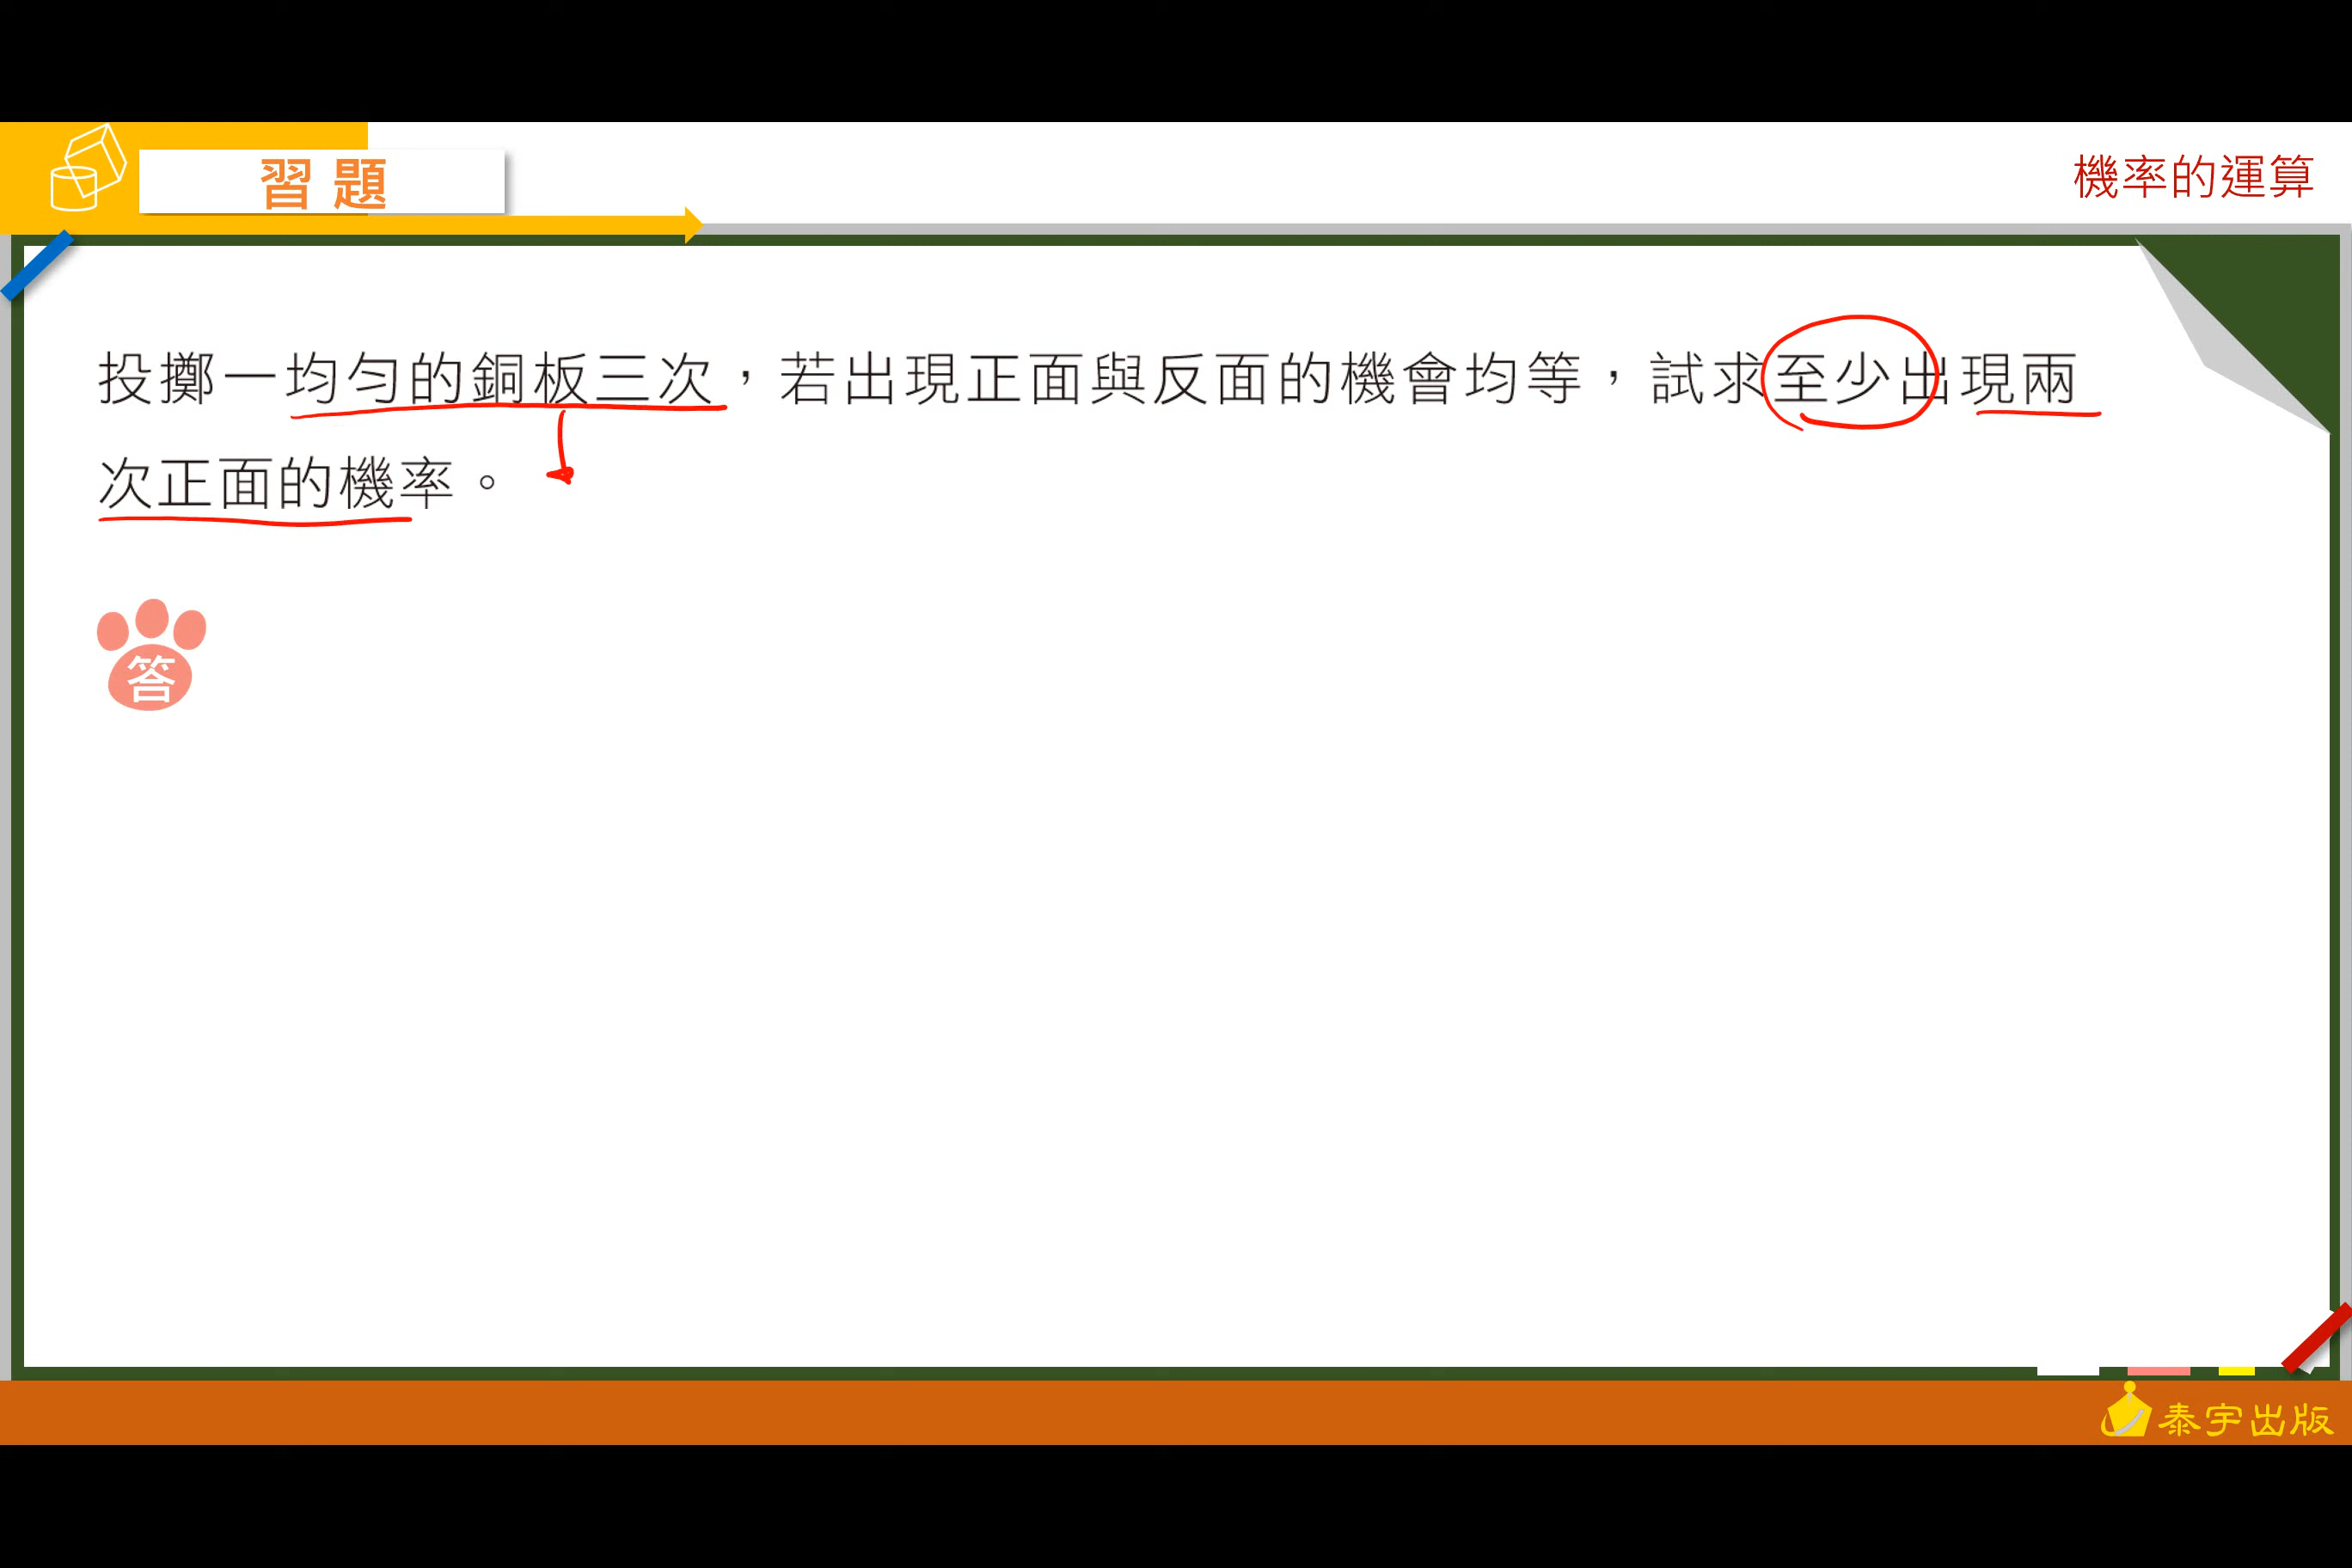 習題
機率的運算
投擲一均勻的銅板三次，若出現正面與反面的機會均等，試求至少出現兩
次正面的機率。
答
泰宇出版